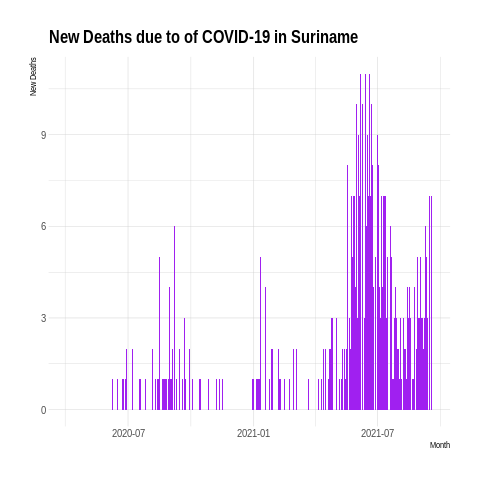 New Deaths due to of COVID-19 in Suriname
New Deaths
9
6
3
0
2020-07 2021-01 2021-07
Month